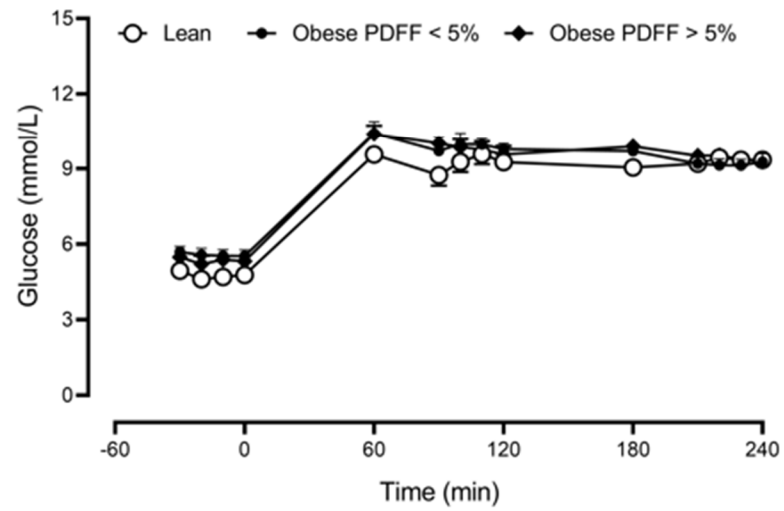 15
Lean
Obese PDFF < 5%
Obese PDFF > 5%
12
9
6
3
0
Glucose (mmol/L)
-60 0 60 120 180 240
Time (min)